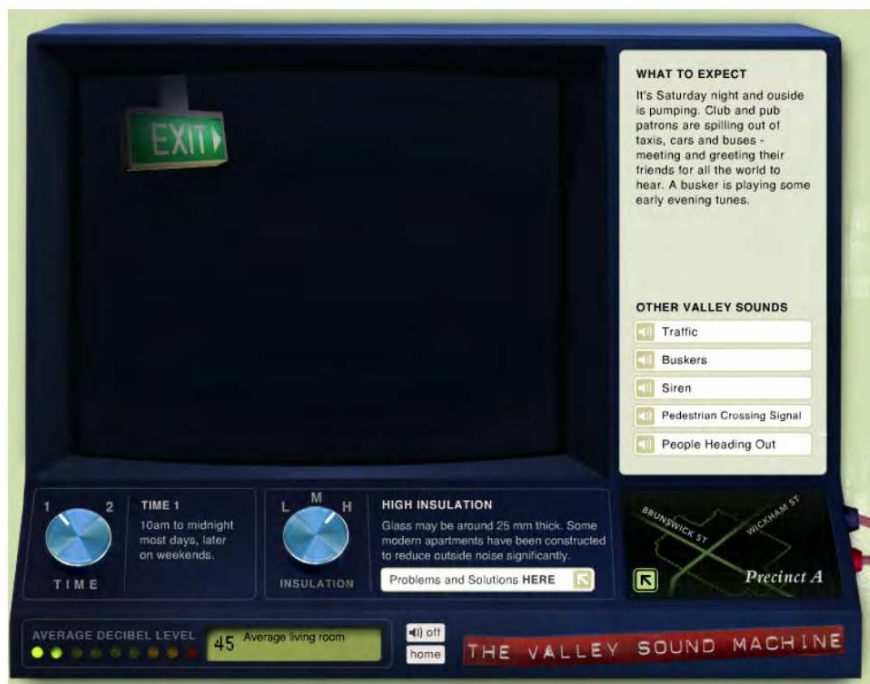 EXIT
WHAT TO EXPECT
It's Saturday night and ouside
is pumping. Club and pub
patrons are spilling out of
taxis, cars and buses -
meeting and greeting their
friends for all the world to
hear. A busker is playing some
early evening tunes.
OTHER VALLEY SOUNDS
Traffic
Buskers
Siren
Pedestrian Crossing Signal
People Heading Out
1 2
TIME
TIME 1
10am to midnight
most days, later
on weekends.
L M H
INSULATION
HIGH INSULATION
Glass may be around 25 mm thick. Some
modern apartments have been constructed
to reduce outside noise significantly.
Problems and Solutions HERE
BRUNSWICK ST
WICKHAM ST
Precinct A
AVERAGE DECIBEL LEVEL
45 Average living room
off
home
THE VALLEY SOUND MACHINE